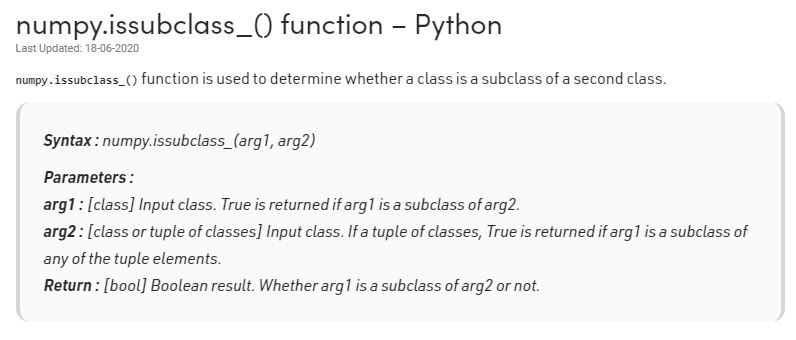 numpy.issubclass_() function – Python
Last Updated: 18-06-2020
numpy.issubclass_() function is used to determine whether a class is a subclass of a second class.
Syntax : numpy.issubclass_(arg1, arg2)
Parameters :
arg1 : [class] Input class. True is returned if arg1 is a subclass of arg2.
arg2 : [class or tuple of classes] Input class. If a tuple of classes, True is returned if arg1 is a subclass of
any of the tuple elements.
Return : [bool] Boolean result. Whether arg1 is a subclass of arg2 or not.